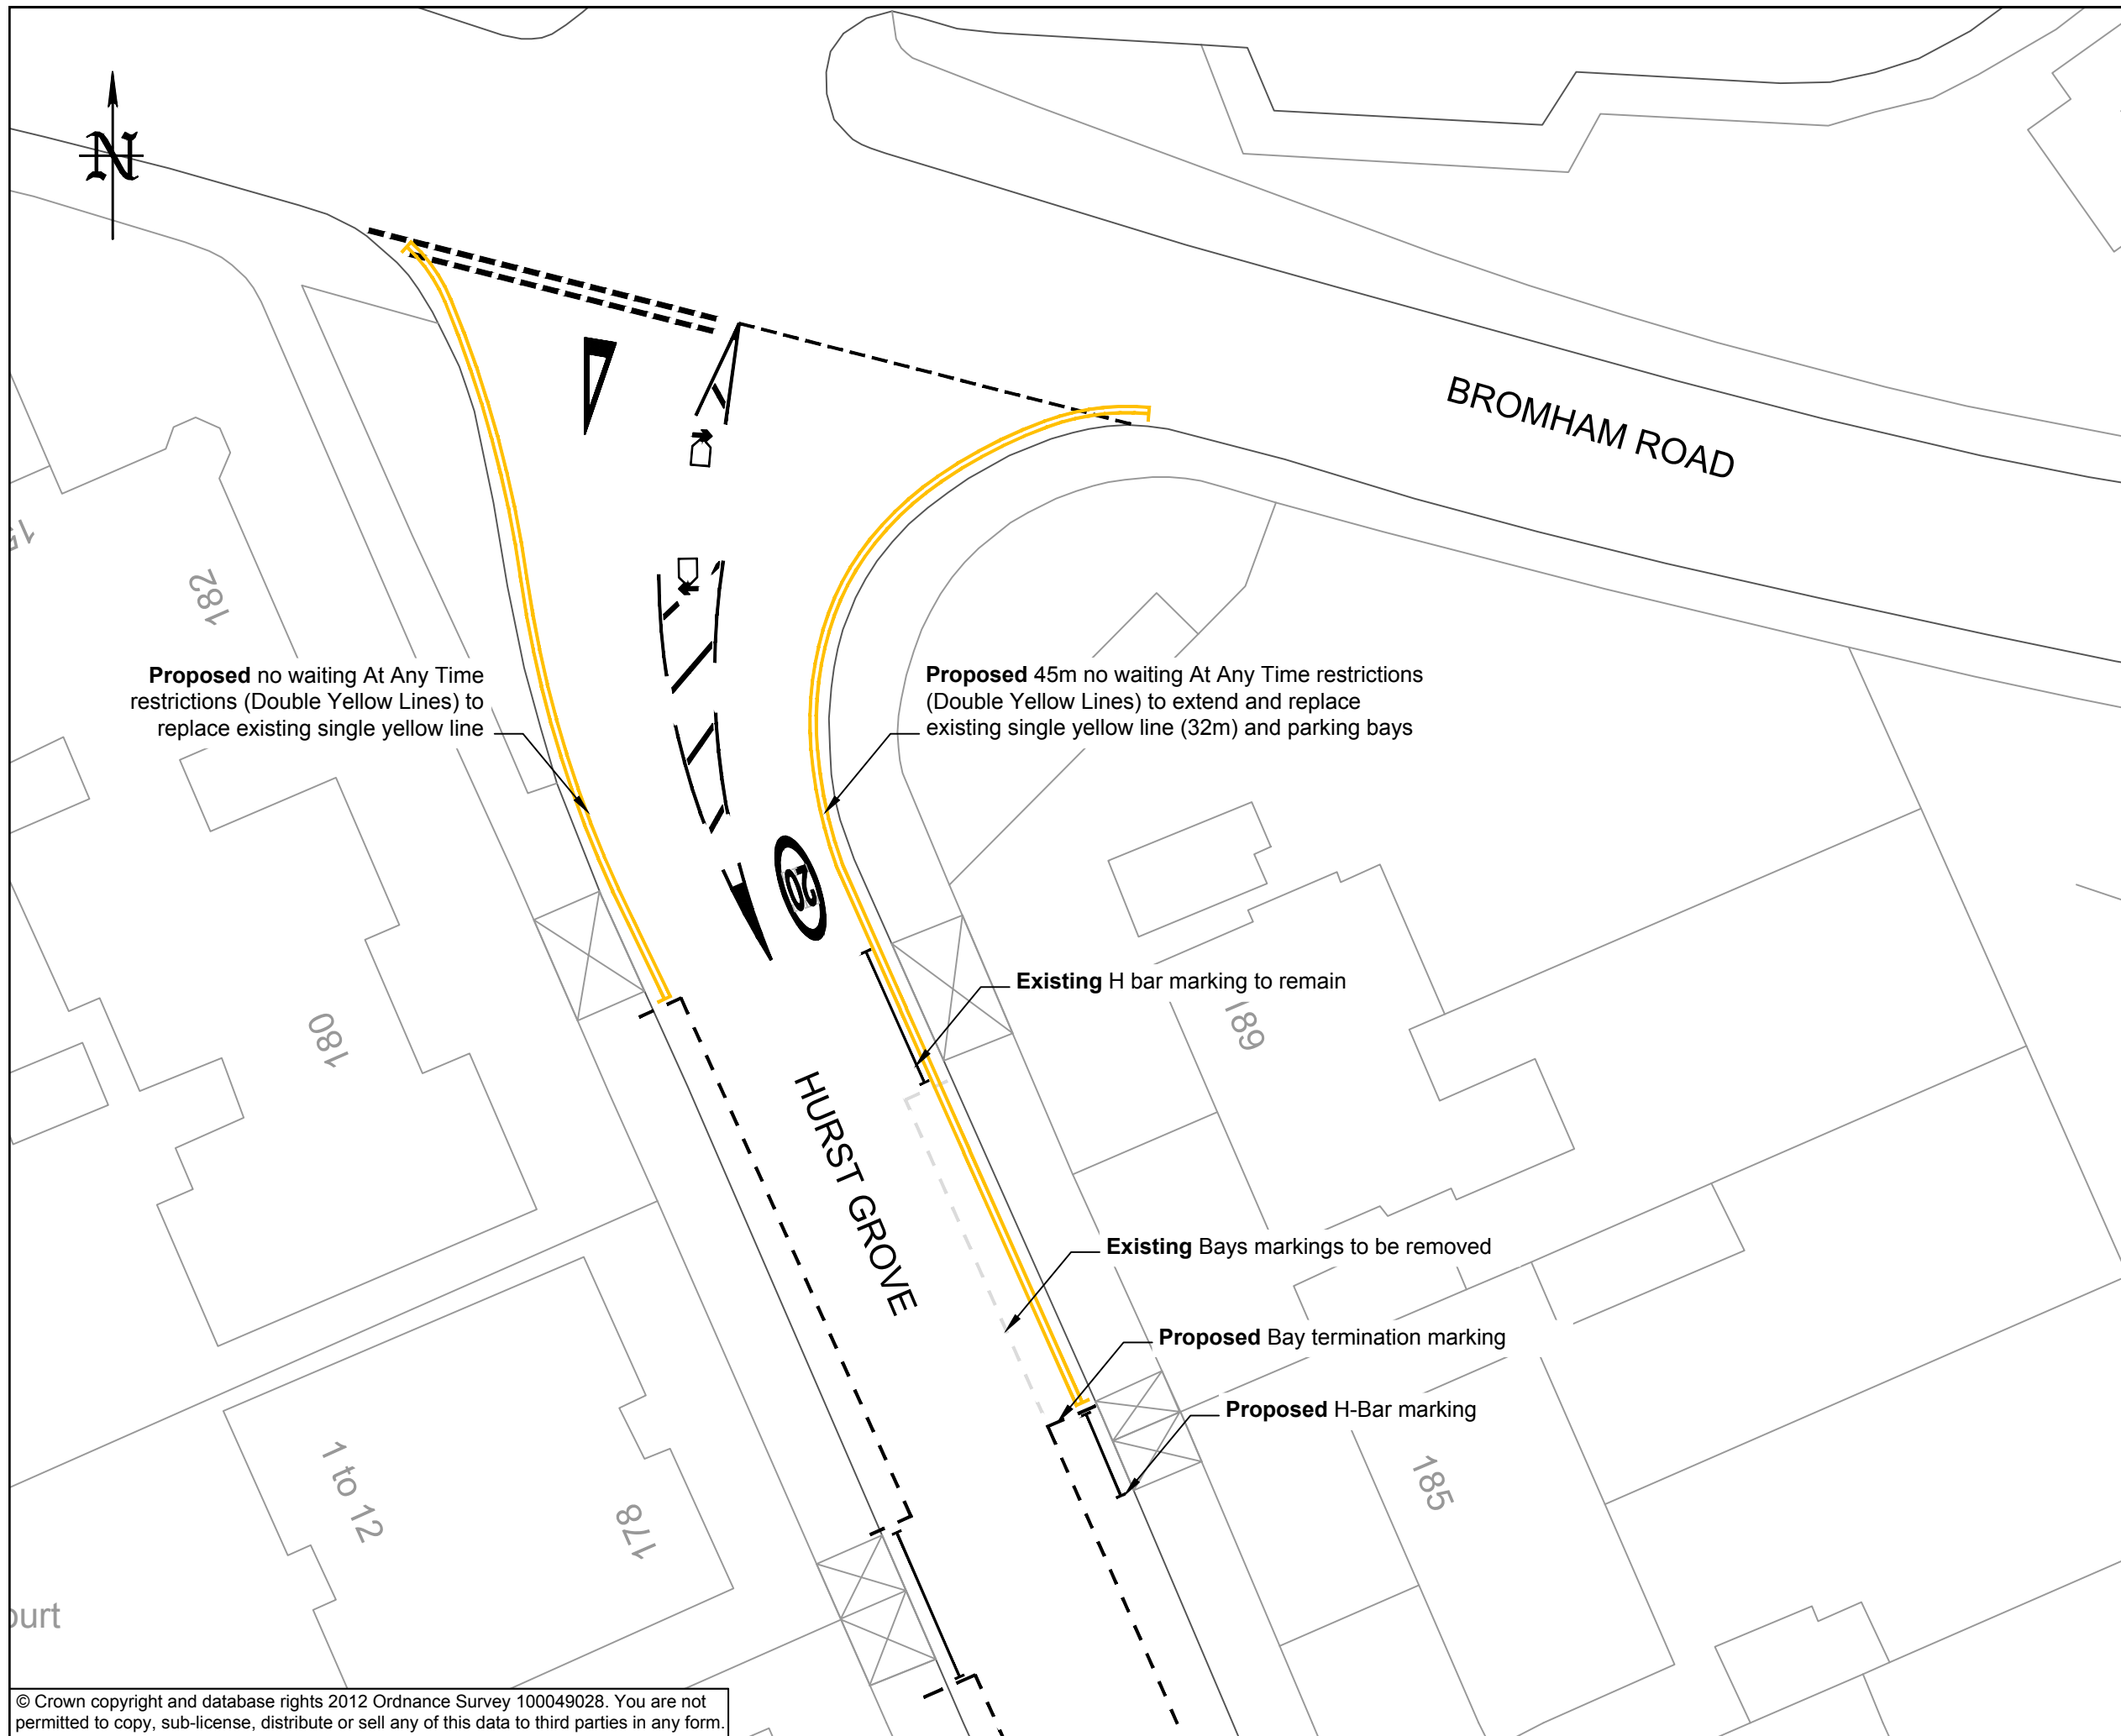 N
BROMHAM ROAD
182
Proposed no waiting At Any Time
restrictions (Double Yellow Lines) to
replace existing single yellow line
Proposed 45m no waiting At Any Time restrictions
(Double Yellow Lines) to extend and replace
existing single yellow line (32m) and parking bays
20
Existing H bar marking to remain
180
189
HURST GROVE
Existing Bays markings to be removed
Proposed Bay termination marking
Proposed H-Bar marking
1 to 12
178
185
ourt
© Crown copyright and database rights 2012 Ordnance Survey 100049028. You are not
permitted to copy, sub-license, distribute or sell any of this data to third parties in any form.